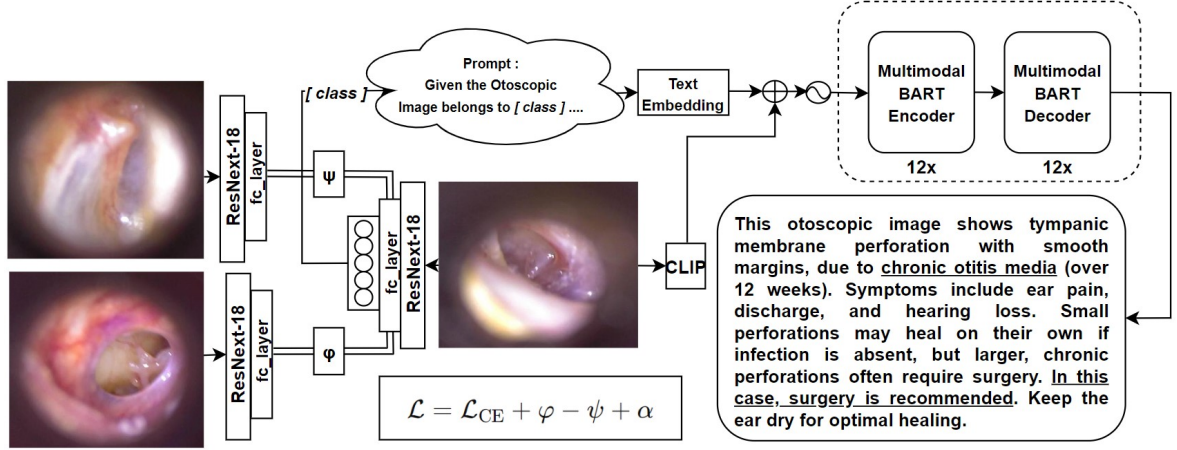 Prompt :
Given the Otoscopic
Image belongs to [ class ] ....
[ class ]
Text
Embedding
Multimodal
BART
Encoder
12x
Multimodal
BART
Decoder
12x
ResNext-18
fc_layer
ψ
ResNext-18
fc_layer
φ
fc_layer
ResNext-18
CLIP
ℒ = ℒCE + φ − ψ + α
This otoscopic image shows tympanic
membrane perforation with smooth
margins, due to chronic otitis media (over
12 weeks). Symptoms include ear pain,
discharge, and hearing loss. Small
perforations may heal on their own if
infection is absent, but larger, chronic
perforations often require surgery. In this
case, surgery is recommended. Keep the
ear dry for optimal healing.